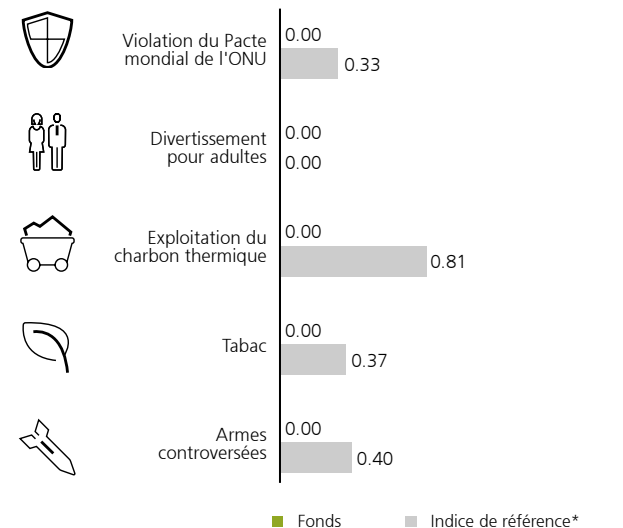 0.00
Violation du Pacte
mondial de l'ONU
0.33
0.00
Divertissement
pour adultes
0.00
0.00
Exploitation du
charbon thermique
0.81
0.00
Tabac
0.37
0.00
Armes
controversées
0.40
Fonds
Indice de référence*